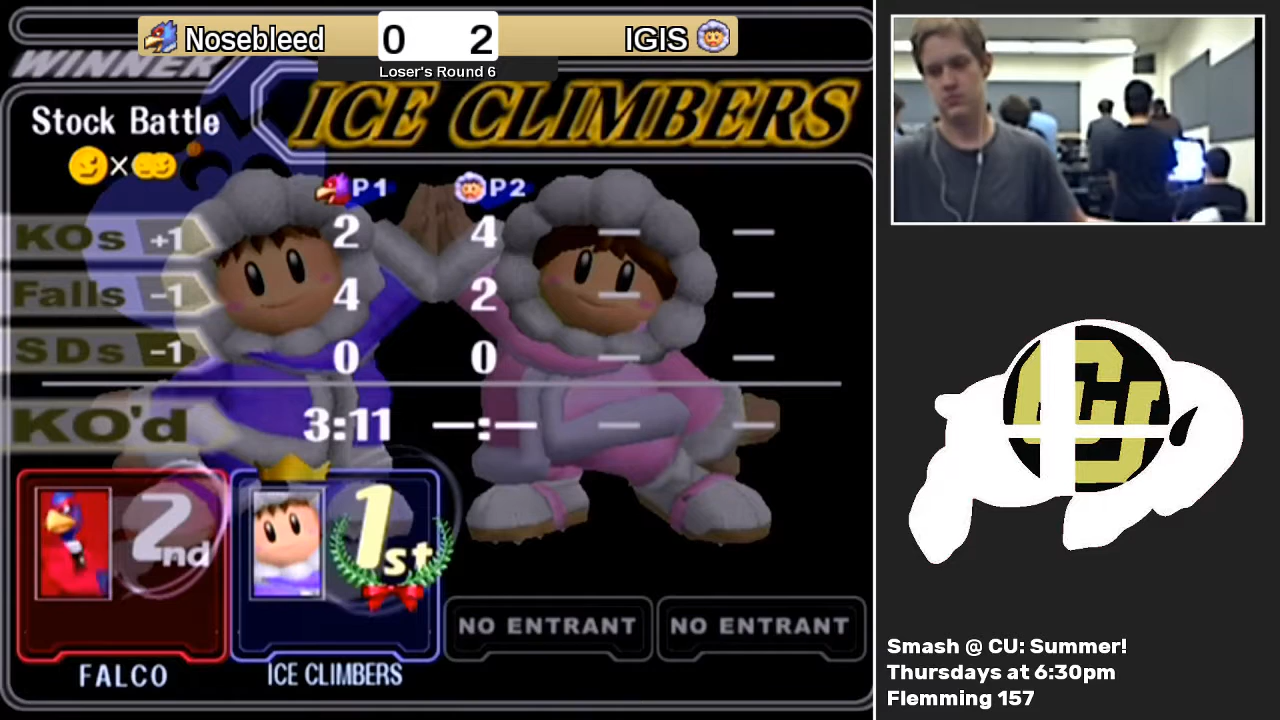 Nosebleed 0 2 IGIS
Loser's Round 6
WINNER
ICE CLIMBERS
Stock Battle
×
P1 P2
KOs +1 2 4 — —
Falls -1 4 2 — —
SDs -1 0 0 — —
KO'd 3:11 —:— — —
2nd 1st
NO ENTRANT NO ENTRANT
FALCO ICE CLIMBERS
CU
Smash @ CU: Summer!
Thursdays at 6:30pm
Flemming 157